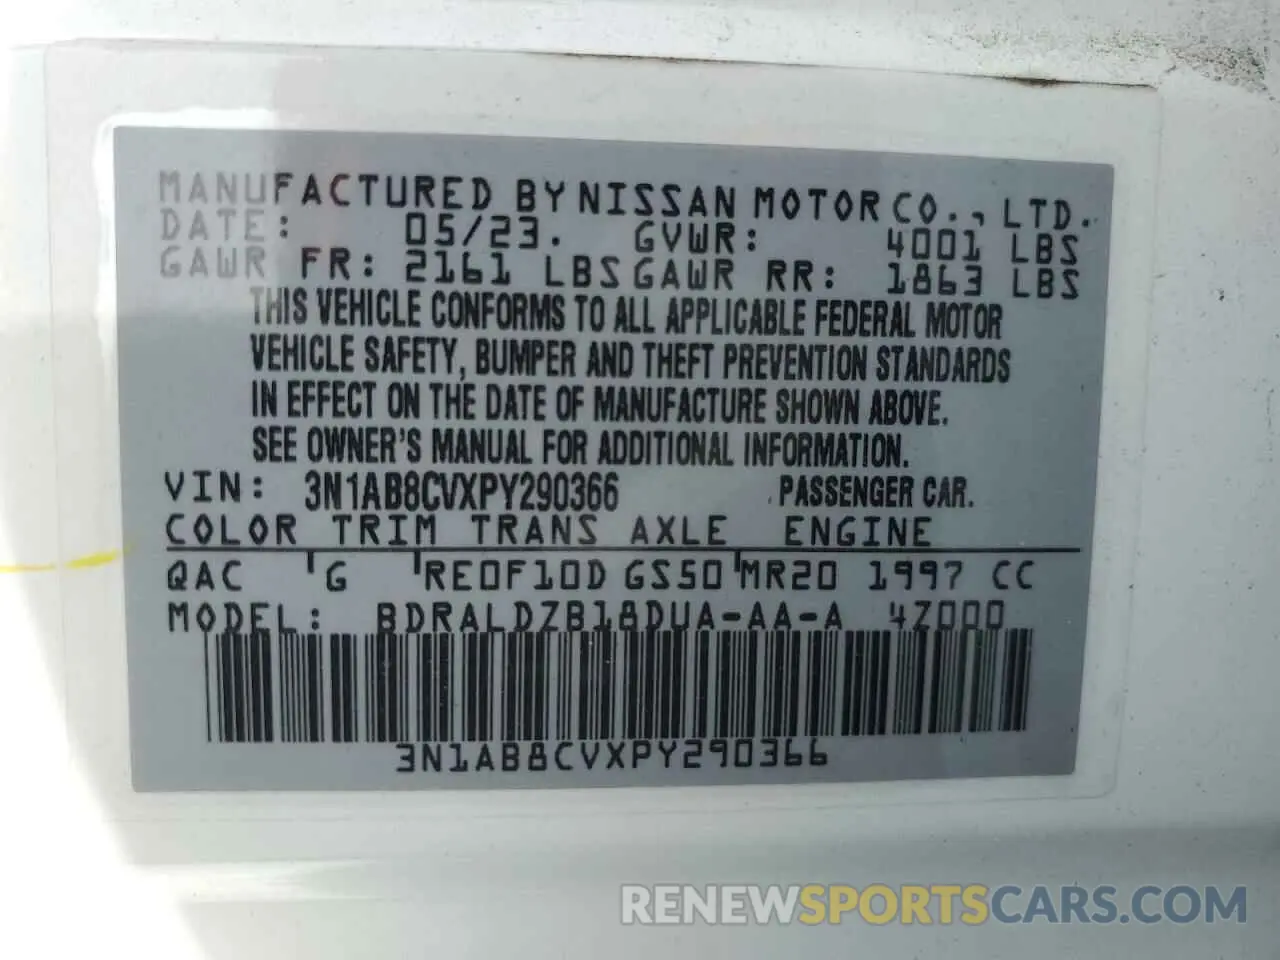 MANUFACTURED BY NISSAN MOTOR CO., LTD.
DATE: 05/23. GVWR: 4001 LBS
GAWR FR: 2161 LBS GAWR RR: 1863 LBS
THIS VEHICLE CONFORMS TO ALL APPLICABLE FEDERAL MOTOR
VEHICLE SAFETY, BUMPER AND THEFT PREVENTION STANDARDS
IN EFFECT ON THE DATE OF MANUFACTURE SHOWN ABOVE.
SEE OWNER'S MANUAL FOR ADDITIONAL INFORMATION.
VIN: 3N1AB8CVXPY290366 PASSENGER CAR.
COLOR TRIM TRANS AXLE ENGINE
QAC G RE0F10D GS50 MR20 1997 CC
MODEL: BDRALDZB18DUA-AA-A 4Z000
3N1AB8CVXPY290366
RENEWSPORTSCARS.COM